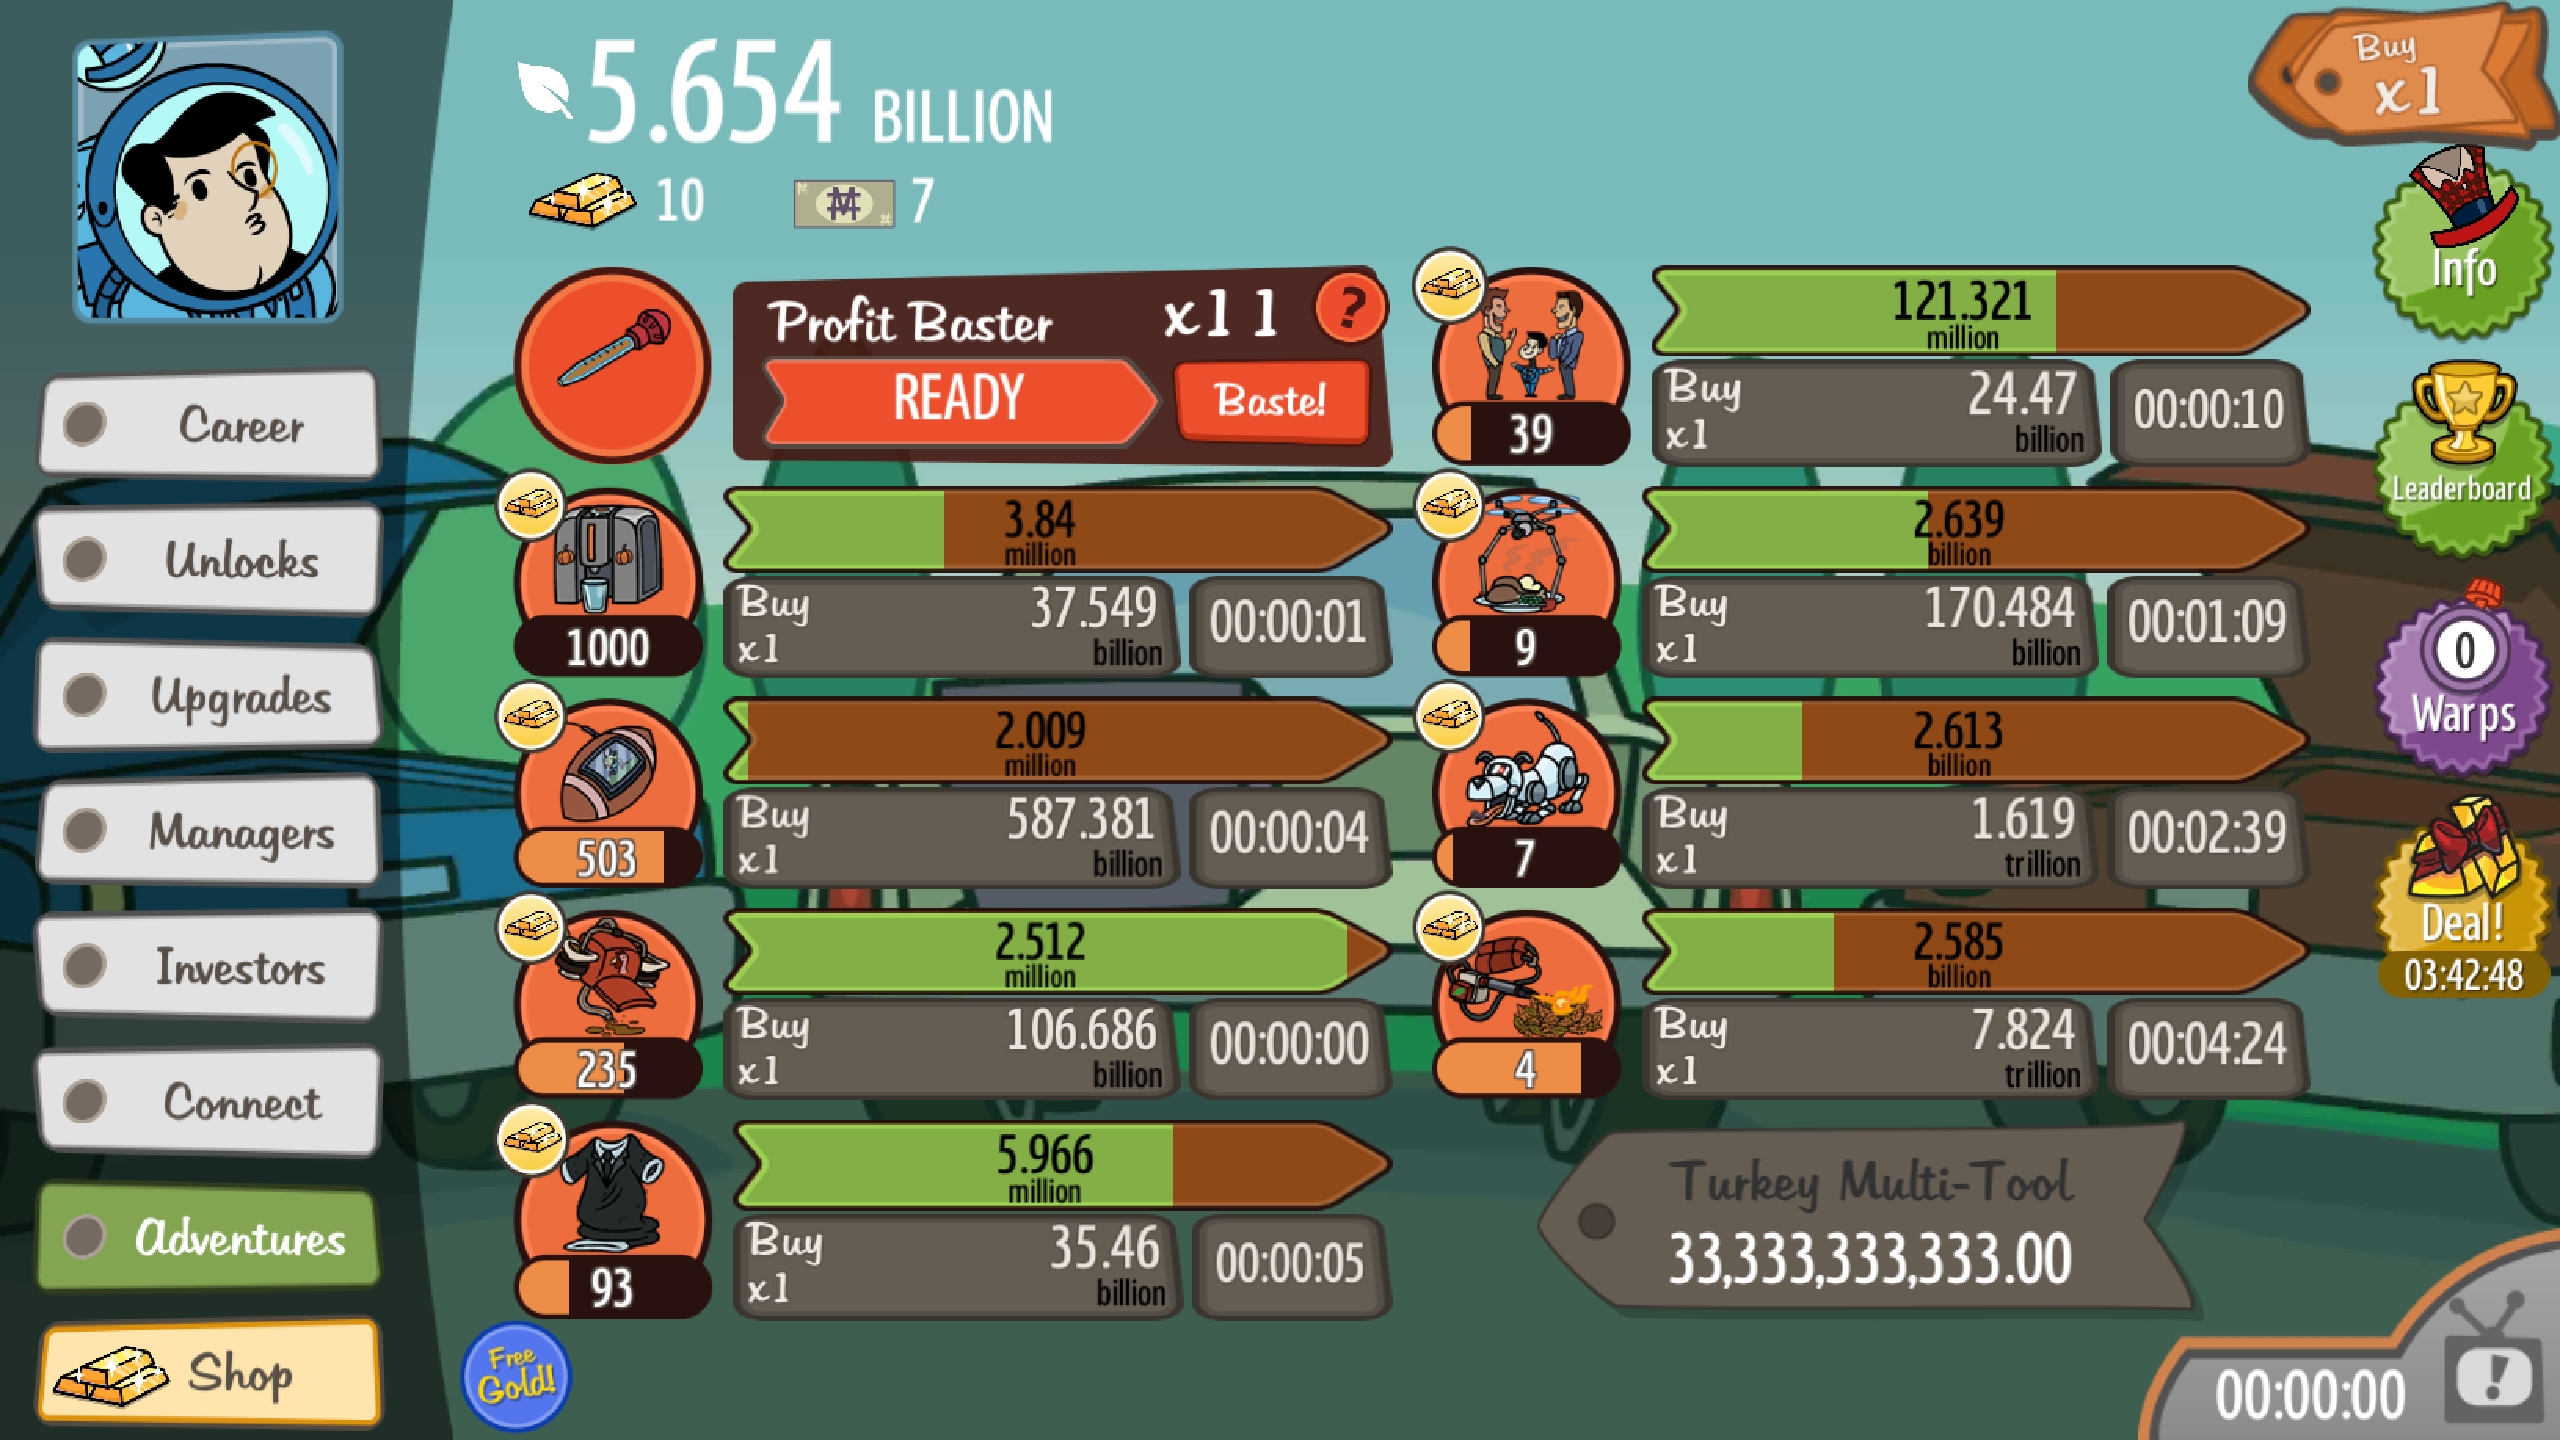 5.654 BILLION
10
7
Buy
x1
Career
Unlocks
Upgrades
Managers
Investors
Connect
Adventures
Shop
Profit Baster x11 ?
READY
Baste!
1000
3.84
million
Buy
x1
37.549
billion
00:00:01
503
2.009
million
Buy
x1
587.381
billion
00:00:04
235
2.512
million
Buy
x1
106.686
billion
00:00:00
93
5.966
million
Buy
x1
35.46
billion
00:00:05
39
121.321
million
Buy
x1
24.47
billion
00:00:10
9
2.639
billion
Buy
x1
170.484
billion
00:01:09
7
2.613
billion
Buy
x1
1.619
trillion
00:02:39
4
2.585
billion
Buy
x1
7.824
trillion
00:04:24
Turkey Multi-Tool
33,333,333,333.00
Info
Leaderboard
0
Warps
Deal!
03:42:48
Free
Gold!
00:00:00
!